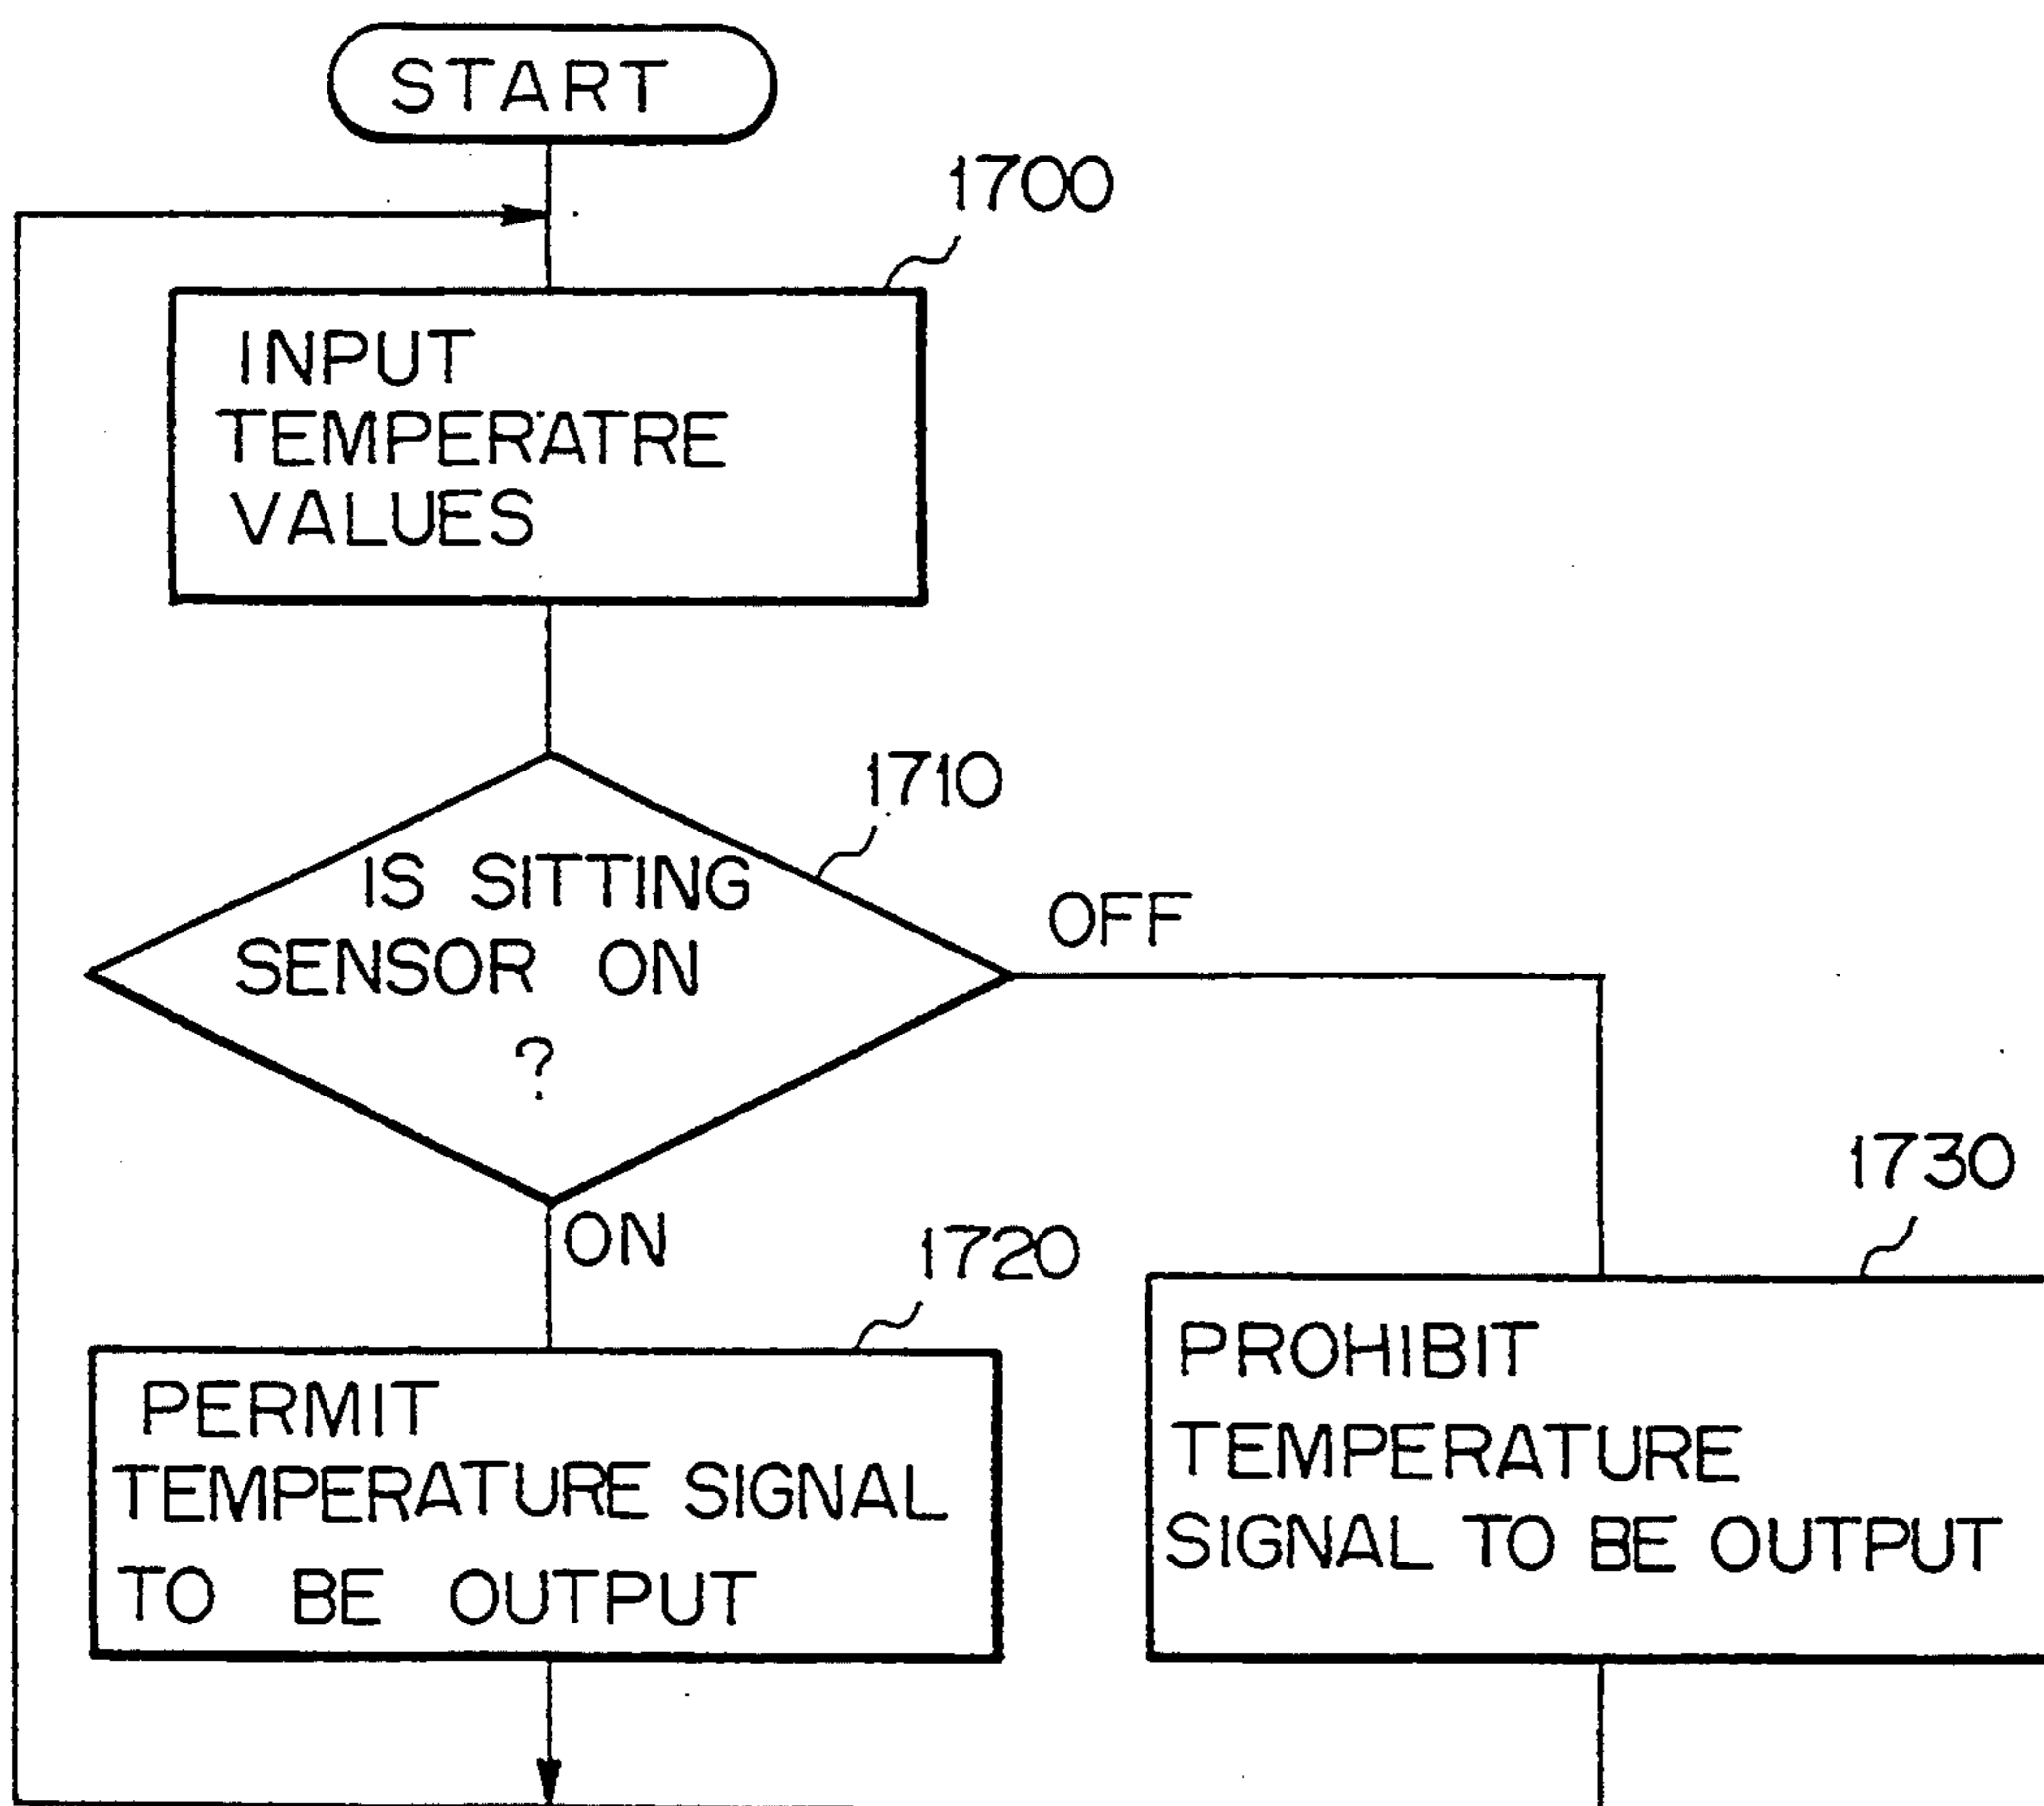 START
1700
INPUT
TEMPERATRE
VALUES
1710
IS SITTING
SENSOR ON
?
OFF
ON
1720
PERMIT
TEMPERATURE SIGNAL
TO BE OUTPUT
1730
PROHIBIT
TEMPERATURE
SIGNAL TO BE OUTPUT